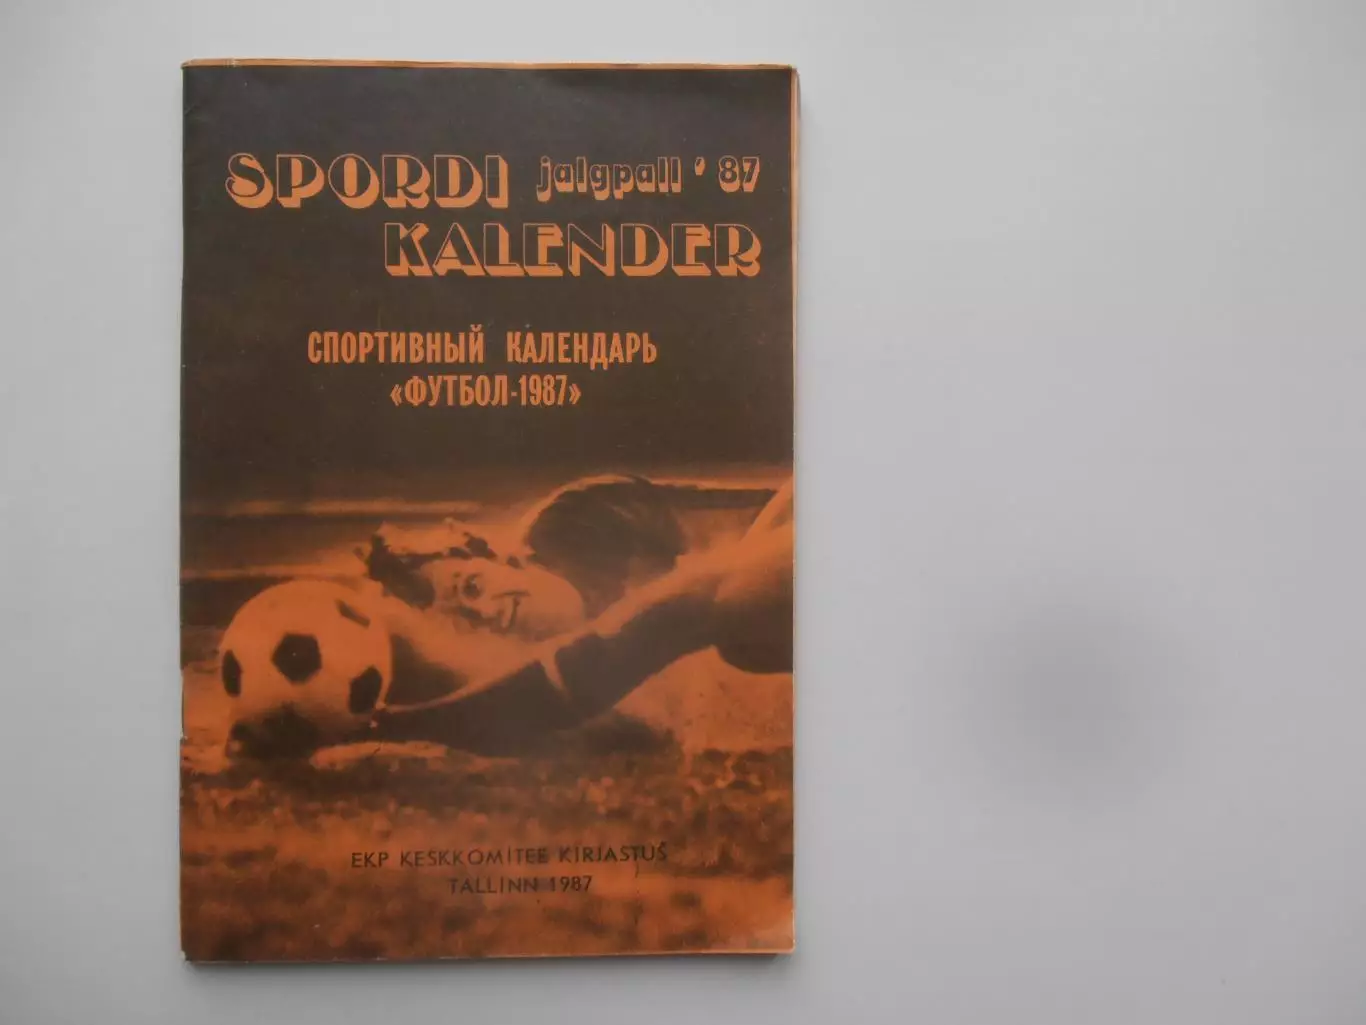 SPORDI jalgpall '87
KALENDER
СПОРТИВНЫЙ КАЛЕНДАРЬ
«ФУТБОЛ-1987»
EKP KESKKOMITEE KIRJASTUS
TALLINN 1987